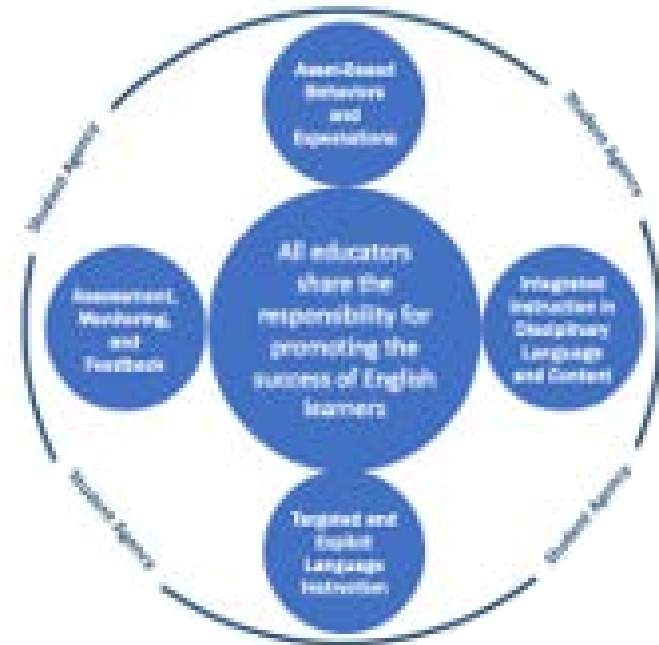 Asset-Based
Behaviors
and
Expectations
Student Agency
Student Agency
Assessment,
Monitoring,
and
Feedback
All educators
share the
responsibility for
promoting the
success of English
learners
Integrated
Instruction in
Disciplinary
Language
and Content
Student Agency
Student Agency
Targeted and
Explicit
Language
Instruction